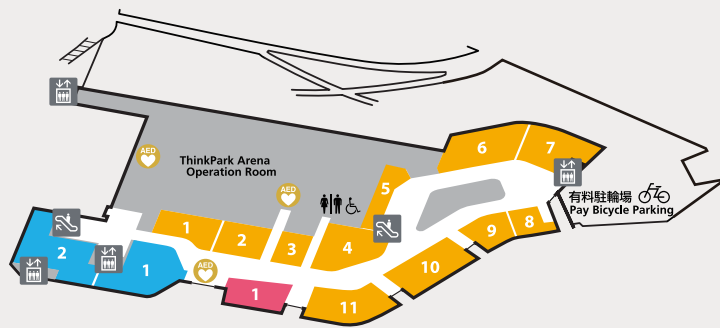 AED
ThinkPark Arena
Operation Room
AED
AED
有料駐輪場
Pay Bicycle Parking
6
7
5
1
2
3
4
9
8
10
11
2
1
1